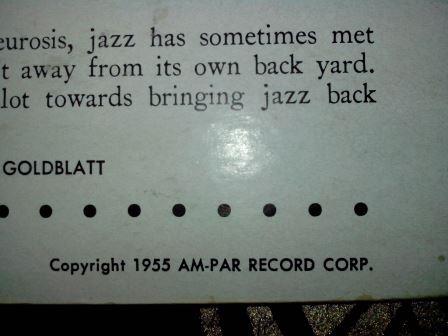 eurosis, jazz has sometimes met
t away from its own back yard.
lot towards bringing jazz back
GOLDBLATT
Copyright 1955 AM-PAR RECORD CORP.